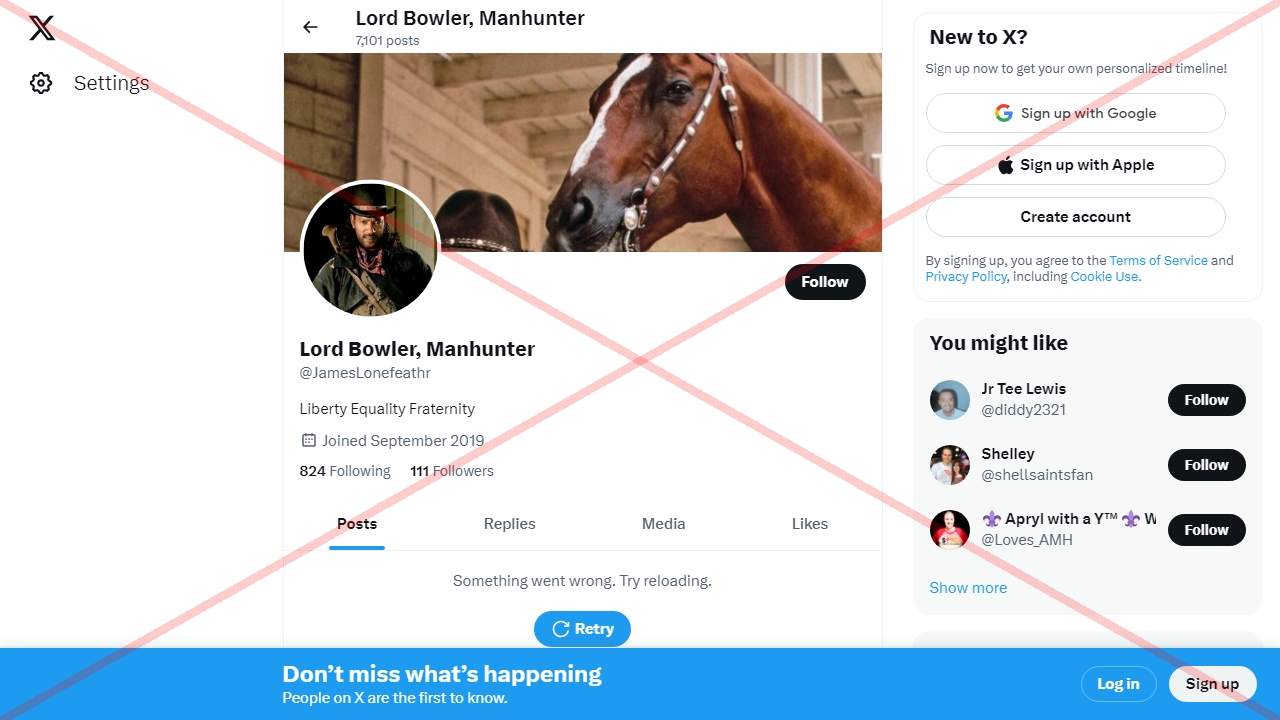 Settings
Lord Bowler, Manhunter
7,101 posts
Follow
Lord Bowler, Manhunter
@JamesLonefeathr
Liberty Equality Fraternity
Joined September 2019
824 Following 111 Followers
Posts Replies Media Likes
Something went wrong. Try reloading.
Retry
New to X?
Sign up now to get your own personalized timeline!
Sign up with Google
Sign up with Apple
Create account
By signing up, you agree to the Terms of Service and
Privacy Policy, including Cookie Use.
You might like
Jr Tee Lewis
@diddy2321
Follow
Shelley
@shellsaintsfan
Follow
⚜️ Apryl with a Y™ ⚜️ W
@Loves_AMH
Follow
Show more
Don’t miss what’s happening
People on X are the first to know.
Log in
Sign up